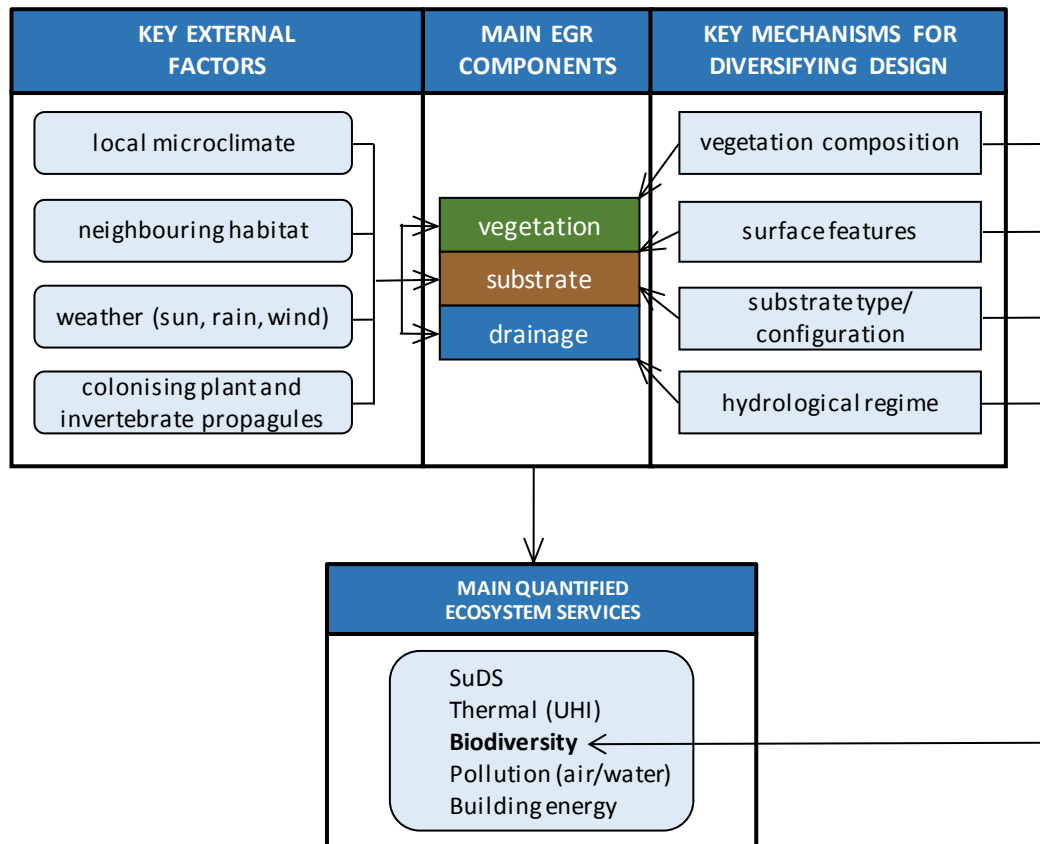 KEY EXTERNAL
FACTORS
MAIN EGR
COMPONENTS
KEY MECHANISMS FOR
DIVERSIFYING DESIGN
local microclimate
neighbouring habitat
weather (sun, rain, wind)
colonising plant and
invertebrate propagules
vegetation
substrate
drainage
vegetation composition
surface features
substrate type/
configuration
hydrological regime
MAIN QUANTIFIED
ECOSYSTEM SERVICES
SuDS
Thermal (UHI)
Biodiversity
Pollution (air/water)
Building energy